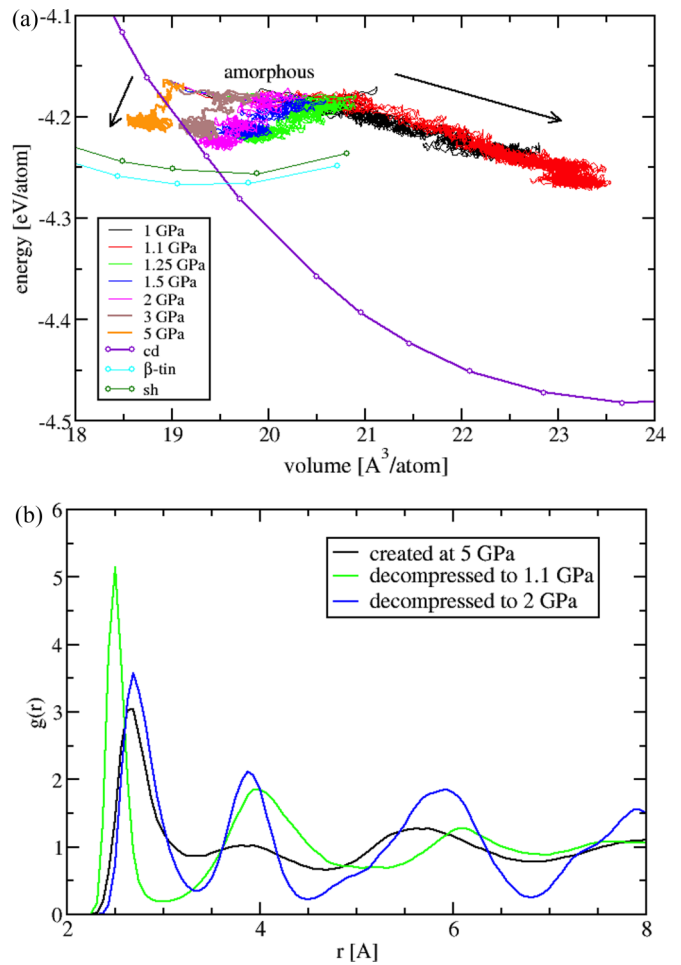 (a)
-4.1
-4.2
-4.3
-4.4
-4.5
energy [eV/atom]
amorphous
1 GPa
1.1 GPa
1.25 GPa
1.5 GPa
2 GPa
3 GPa
5 GPa
cd
β-tin
sh
18 19 20 21 22 23 24
volume [A^3/atom]
(b)
6
5
4
3
2
1
0
g(r)
created at 5 GPa
decompressed to 1.1 GPa
decompressed to 2 GPa
2 4 6 8
r [A]